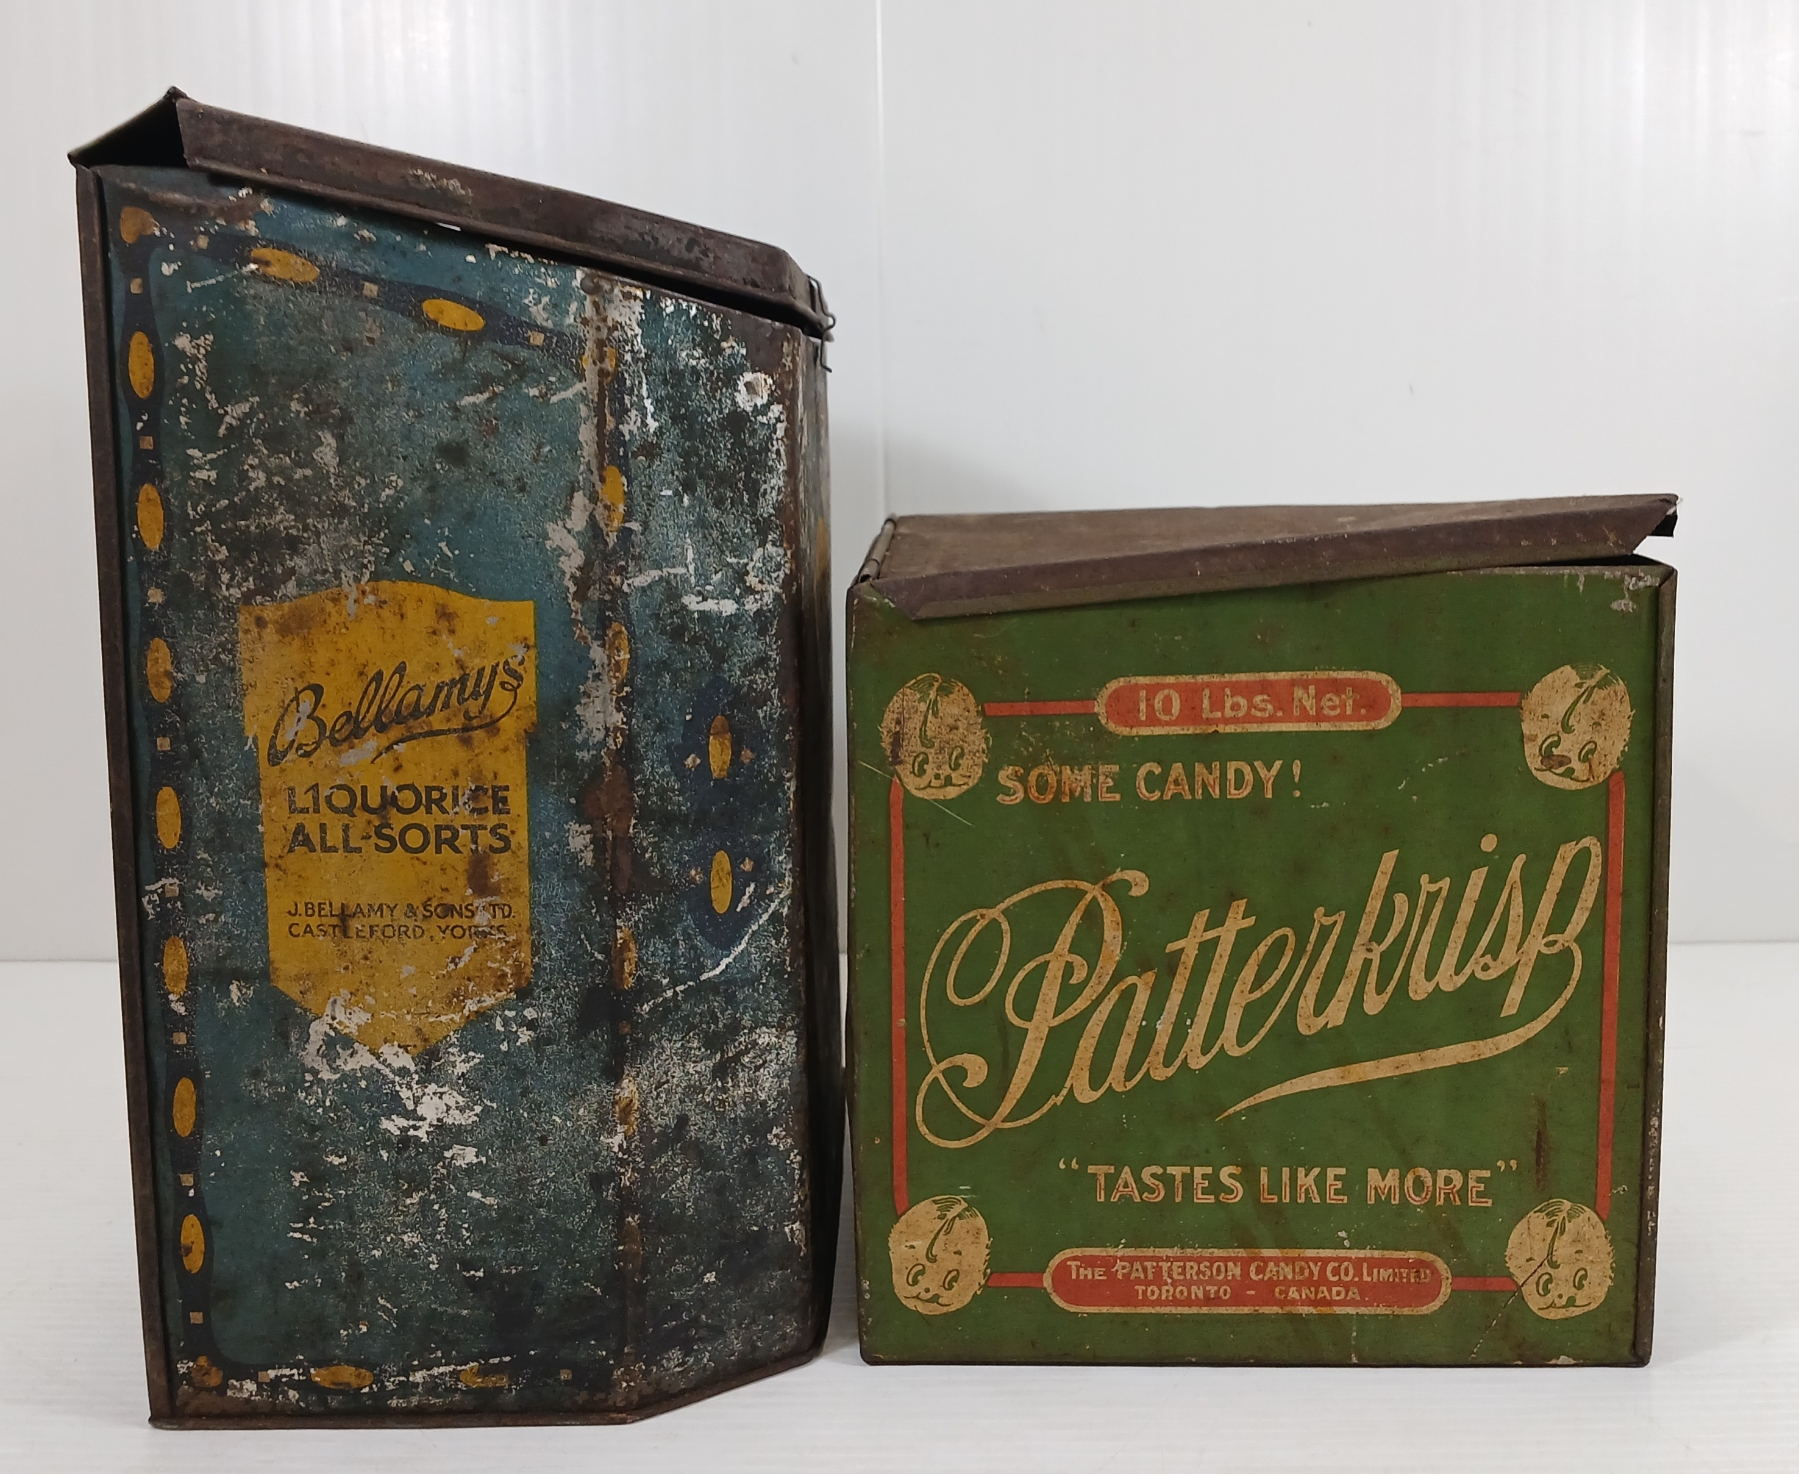 Bellamy's
LIQUORICE
ALL-SORTS
J. BELLAMY & SONS LTD.
CASTLEFORD, YORKS.
10 Lbs. Net.
SOME CANDY!
Patterkrisp
"TASTES LIKE MORE"
THE PATTERSON CANDY CO. LIMITED
TORONTO - CANADA.